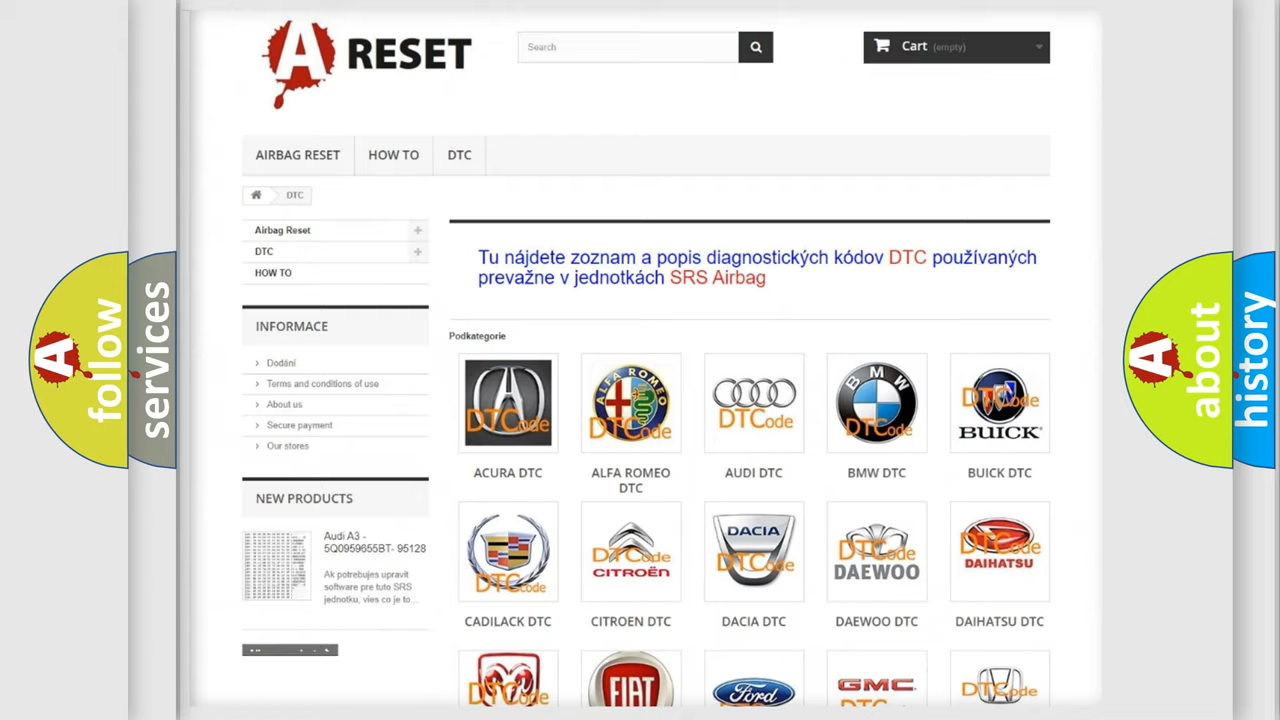 A RESET
Search
Cart (empty)
AIRBAG RESET
HOW TO
DTC
DTC
Airbag Reset
DTC
HOW TO
Tu nájdete zoznam a popis diagnostických kódov DTC používaných
prevažne v jednotkách SRS Airbag
INFORMACE
Dodání
Terms and conditions of use
About us
Secure payment
Our stores
Podkategorie
ALFA ROMEO
BMW
BUICK
DTCode
DTCode
DTCode
DTCode
DTCode
ACURA DTC
ALFA ROMEO
DTC
AUDI DTC
BMW DTC
BUICK DTC
NEW PRODUCTS
Audi A3 -
5Q0959655BT- 95128
Ak potrebujes upravit
software pre tuto SRS
jednotku, vies co je to...
DTCode
DTCode
CITROËN
DACIA
DTCode
DTCode
DAEWOO
DTCode
DAIHATSU
CADILACK DTC
CITROEN DTC
DACIA DTC
DAEWOO DTC
DAIHATSU DTC
DTCode
FIAT
Ford
GMC
DTCode
A follow
services
A about
history